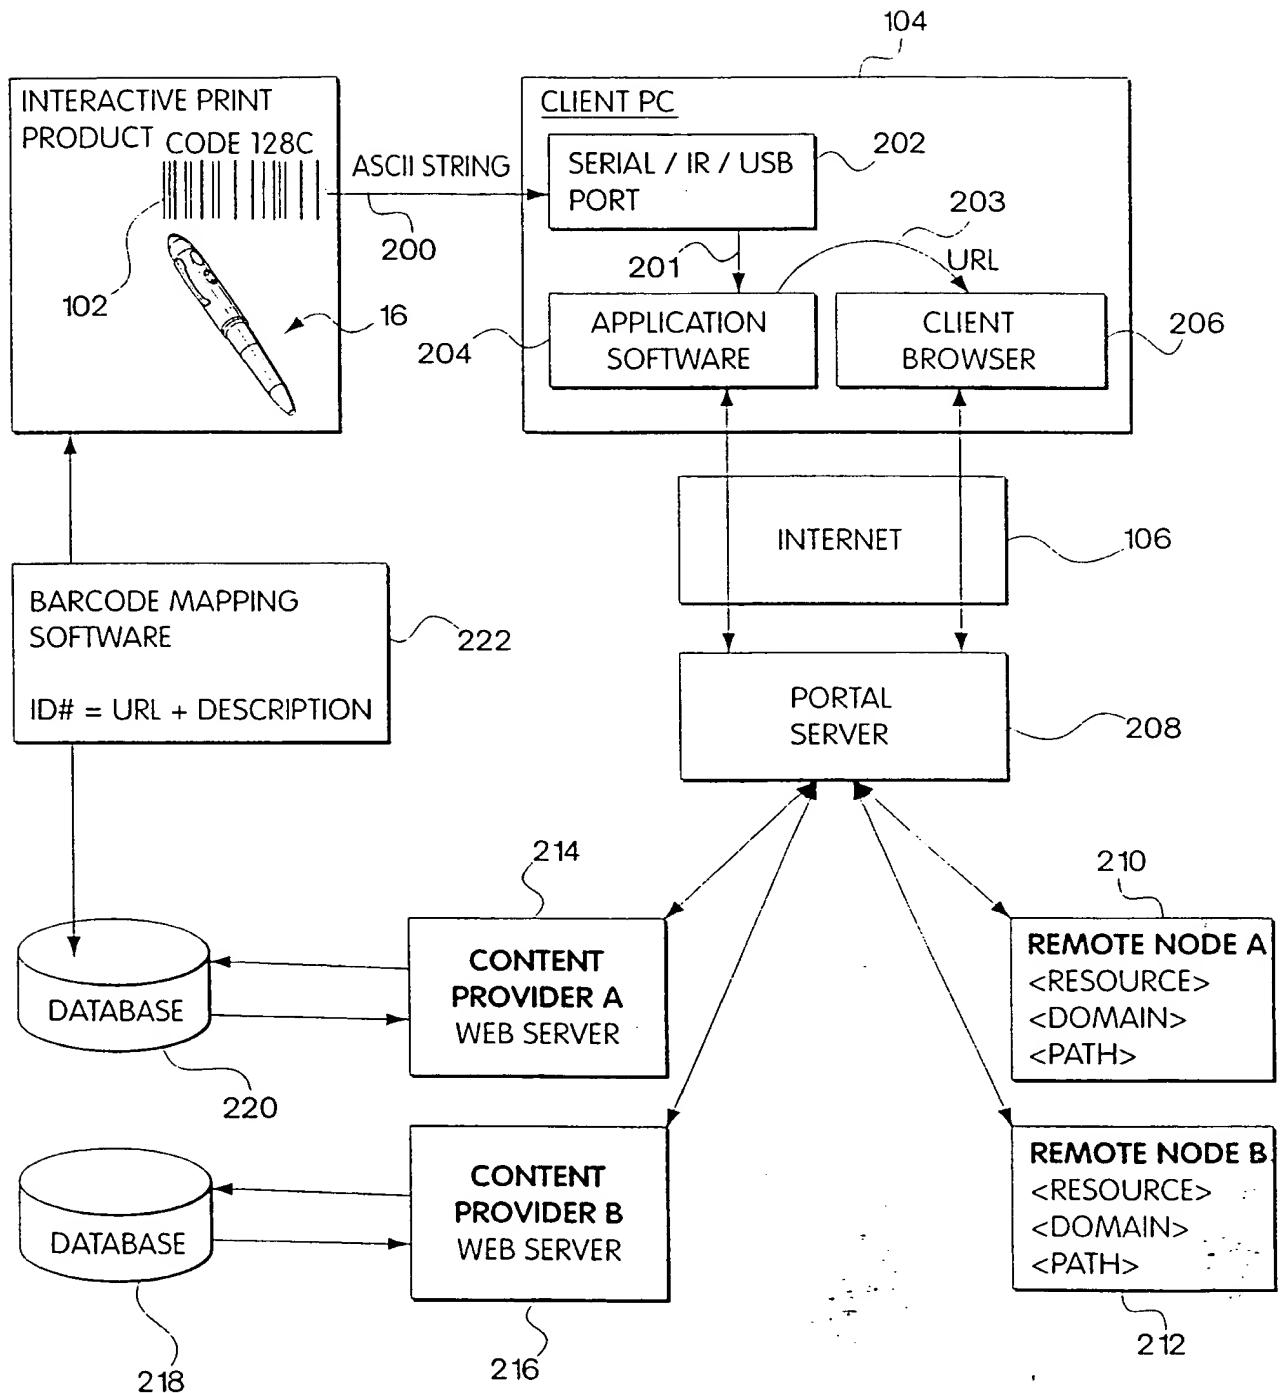 104
INTERACTIVE PRINT
PRODUCT
CODE 128C
102
16
ASCII STRING
200
CLIENT PC
SERIAL / IR / USB
PORT
202
201
203
URL
APPLICATION
SOFTWARE
204
CLIENT
BROWSER
206
INTERNET
106
BARCODE MAPPING
SOFTWARE
ID# = URL + DESCRIPTION
222
PORTAL
SERVER
208
214
210
DATABASE
220
CONTENT
PROVIDER A
WEB SERVER
REMOTE NODE A
<RESOURCE>
<DOMAIN>
<PATH>
DATABASE
218
CONTENT
PROVIDER B
WEB SERVER
216
REMOTE NODE B
<RESOURCE>
<DOMAIN>
<PATH>
212